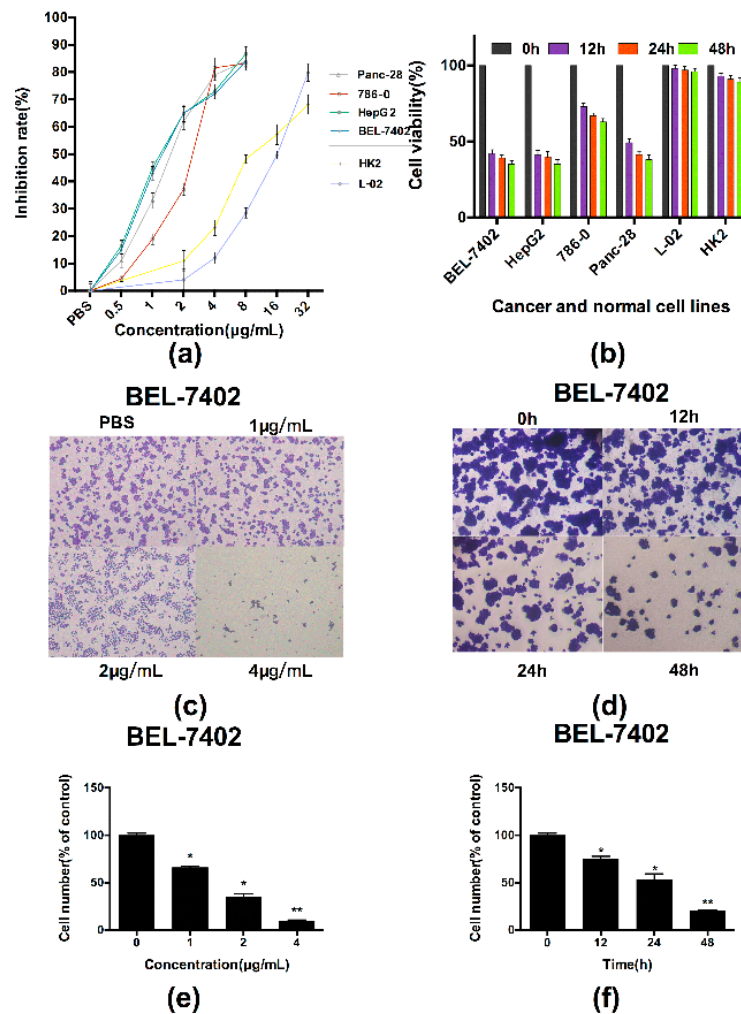 100
90
80
70
60
50
40
30
20
10
0
Inhibition rate(%)
PBS
0.5
1
2
4
8
16
32
Concentration(μg/mL)
Panc-28
786-0
HepG2
BEL-7402
HK2
L-02
(a)
0h 12h 24h 48h
100
50
0
Cell viability(%)
BEL-7402
HepG2
786-0
Panc-28
L-02
HK2
Cancer and normal cell lines
(b)
BEL-7402
PBS 1μg/mL
2μg/mL 4μg/mL
(c)
BEL-7402
0h 12h
24h 48h
(d)
BEL-7402
150
100
50
0
Cell number(% of control)
* * **
0 1 2 4
Concentration(μg/mL)
(e)
BEL-7402
150
100
50
0
Cell number(% of control)
* * **
0 12 24 48
Time(h)
(f)